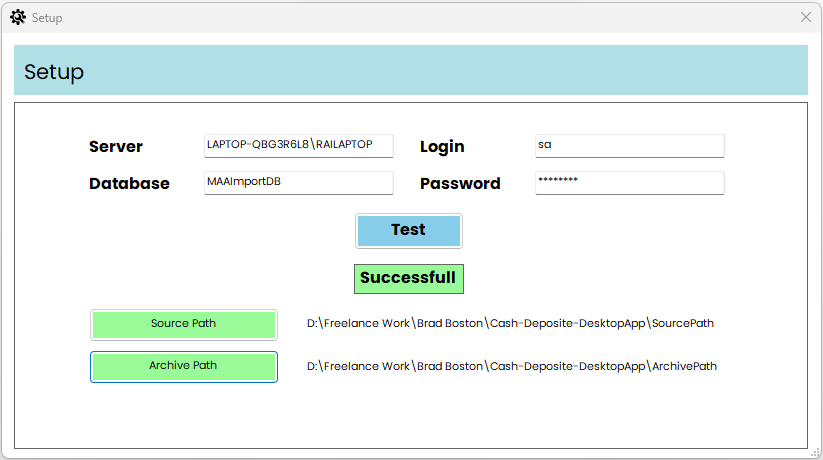 Setup
Setup
Server LAPTOP-QBG3R6L8\RAILAPTOP Login sa
Database MAAImportDB Password ********
Test
Successfull
Source Path D:\Freelance Work\Brad Boston\Cash-Deposite-DesktopApp\SourcePath
Archive Path D:\Freelance Work\Brad Boston\Cash-Deposite-DesktopApp\ArchivePath